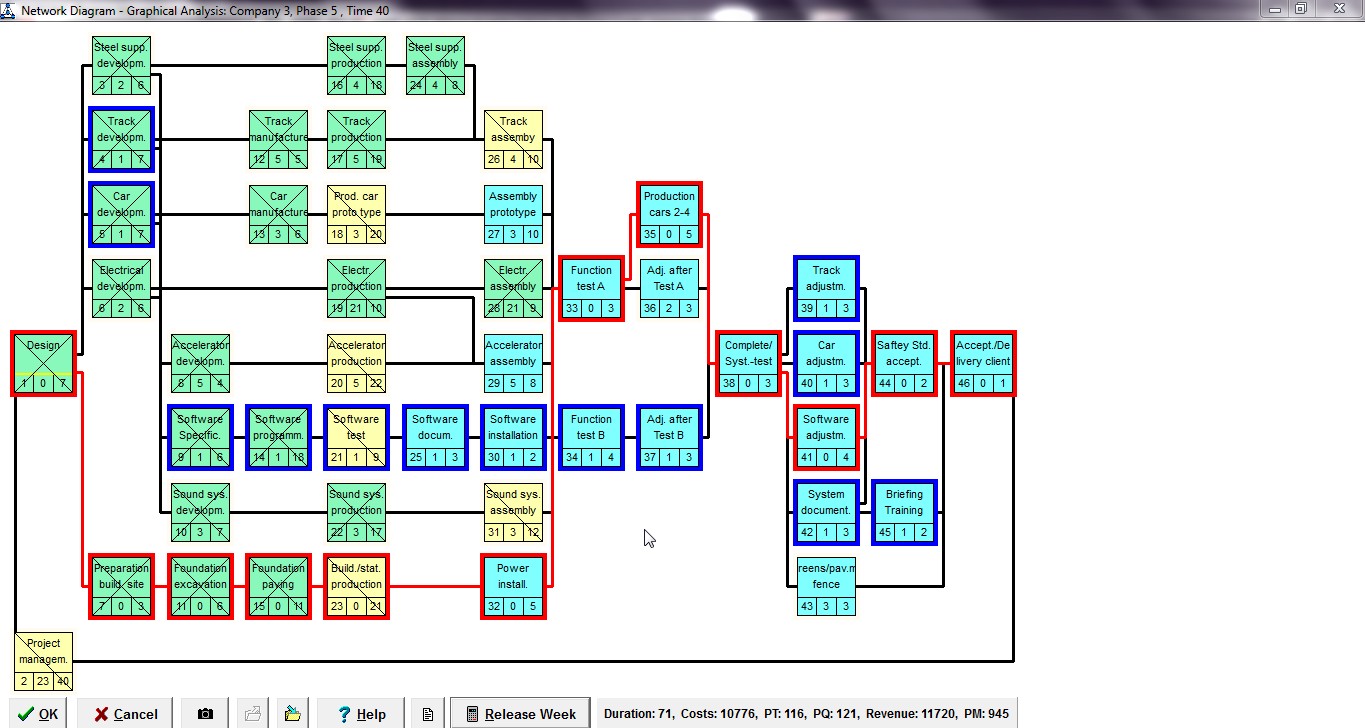 Network Diagram - Graphical Analysis: Company 3, Phase 5 , Time 40
Steel supp.
developm.
3 2 6
Steel supp.
production
16 4 18
Steel supp.
assembly
24 4 8
Track
developm.
4 1 7
Track
manufacture
12 5 5
Track
production
17 5 19
Track
assemby
26 4 10
Car
developm.
5 1 7
Car
manufacture
13 3 6
Prod. car
proto type
18 3 20
Assembly
prototype
27 3 10
Production
cars 2-4
35 0 5
Electrical
developm.
6 2 6
Electr.
production
19 21 10
Electr.
assembly
28 21 9
Function
test A
33 0 3
Adj. after
Test A
36 2 3
Track
adjustm.
39 1 3
Design
1 0 7
Accelerator
developm.
8 5 4
Accelerator
production
20 5 22
Accelerator
assembly
29 5 8
Complete/
Syst.-test
38 0 3
Car
adjustm.
40 1 3
Saftey Std.
accept.
44 0 2
Accept./De
livery client
46 0 1
Software
Specific.
9 1 6
Software
programm.
14 1 18
Software
test
21 1 9
Software
docum.
25 1 3
Software
installation
30 1 2
Function
test B
34 1 4
Adj. after
Test B
37 1 3
Software
adjustm.
41 0 4
Sound sys.
developm.
10 3 7
Sound sys.
production
22 3 17
Sound sys.
assembly
31 3 12
System
document.
42 1 3
Briefing
Training
45 1 2
Preparation
build. site
7 0 3
Foundation
excavation
11 0 6
Foundation
paving
15 0 11
Build./stat.
production
23 0 21
Power
install.
32 0 5
reens/pav.m
fence
43 3 3
Project
managem.
2 23 40
OK Cancel Help Release Week Duration: 71, Costs: 10776, PT: 116, PQ: 121, Revenue: 11720, PM: 945